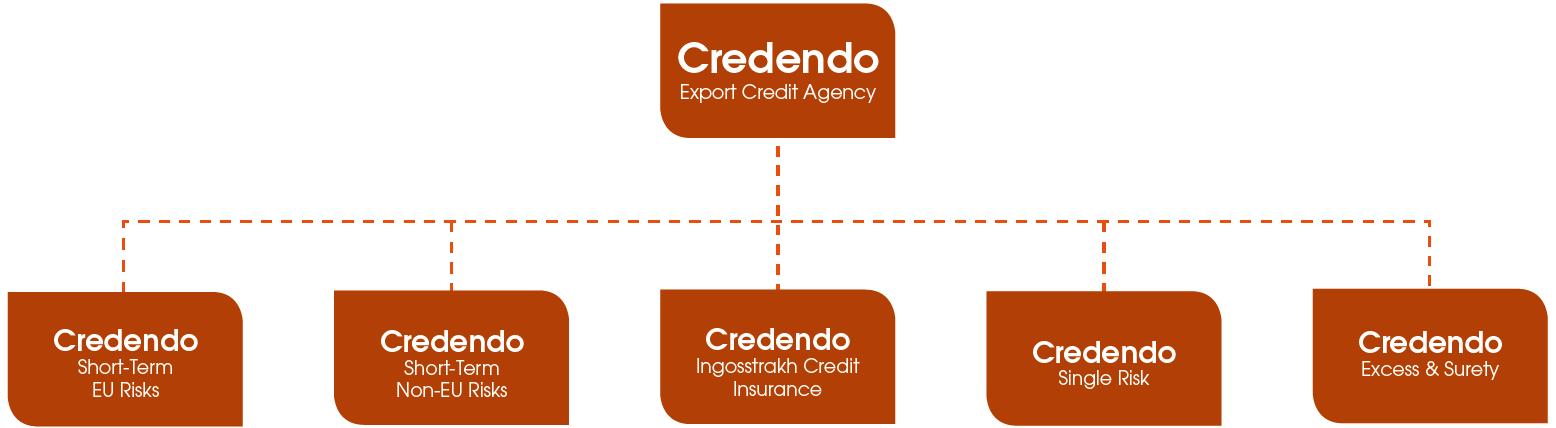 Credendo
Export Credit Agency
Credendo
Short-Term
EU Risks
Credendo
Short-Term
Non-EU Risks
Credendo
Ingosstrakh Credit
Insurance
Credendo
Single Risk
Credendo
Excess & Surety